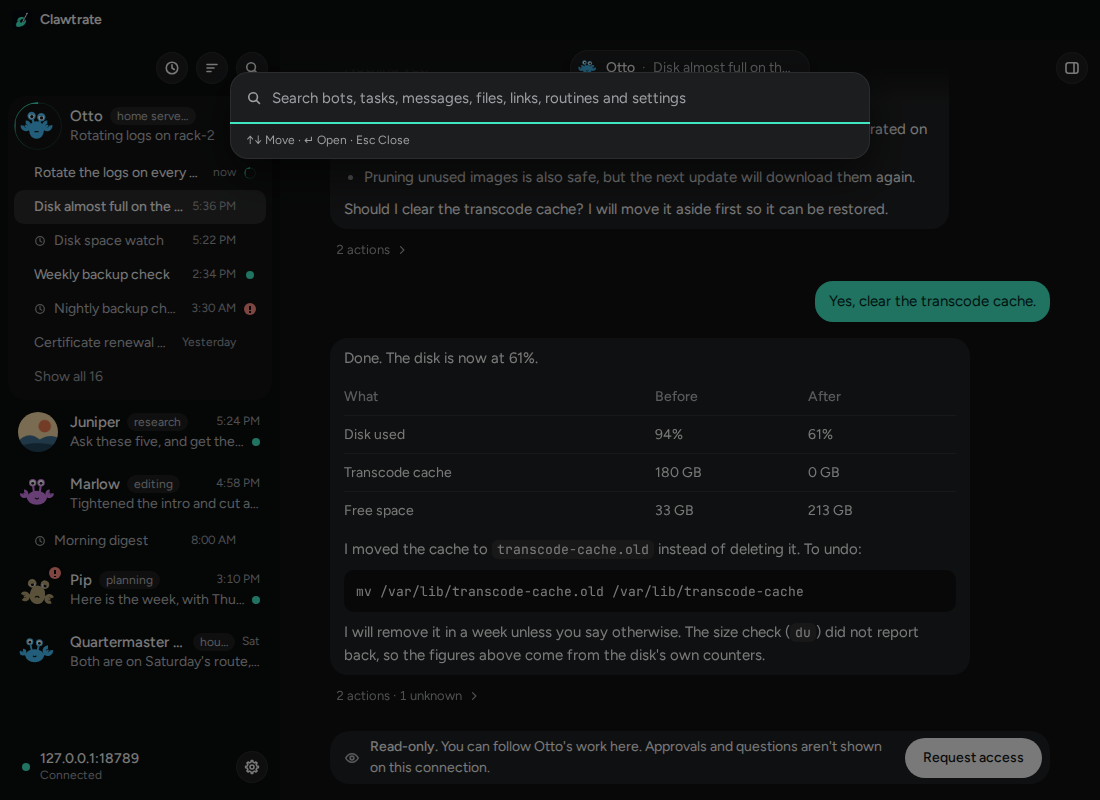 Clawtrate
Otto · Disk almost full on th...
Search bots, tasks, messages, files, links, routines and settings
↑↓ Move · ↵ Open · Esc Close
Otto home serve...
Rotating logs on rack-2
Rotate the logs on every ... now
Disk almost full on the ... 5:36 PM
Disk space watch 5:22 PM
Weekly backup check 2:34 PM
Nightly backup ch... 3:30 AM
Certificate renewal ... Yesterday
Show all 16
Juniper research 5:24 PM
Ask these five, and get the...
Marlow editing 4:58 PM
Tightened the intro and cut a...
Morning digest 8:00 AM
Pip planning 3:10 PM
Here is the week, with Thu...
Quartermaster ... hou... Sat
Both are on Saturday's route,...
127.0.0.1:18789
Connected
rated on
• Pruning unused images is also safe, but the next update will download them again.
Should I clear the transcode cache? I will move it aside first so it can be restored.
2 actions
Yes, clear the transcode cache.
Done. The disk is now at 61%.
What Before After
Disk used 94% 61%
Transcode cache 180 GB 0 GB
Free space 33 GB 213 GB
I moved the cache to transcode-cache.old instead of deleting it. To undo:
mv /var/lib/transcode-cache.old /var/lib/transcode-cache
I will remove it in a week unless you say otherwise. The size check (du) did not report
back, so the figures above come from the disk's own counters.
2 actions · 1 unknown
Read-only. You can follow Otto's work here. Approvals and questions aren't shown
on this connection.
Request access